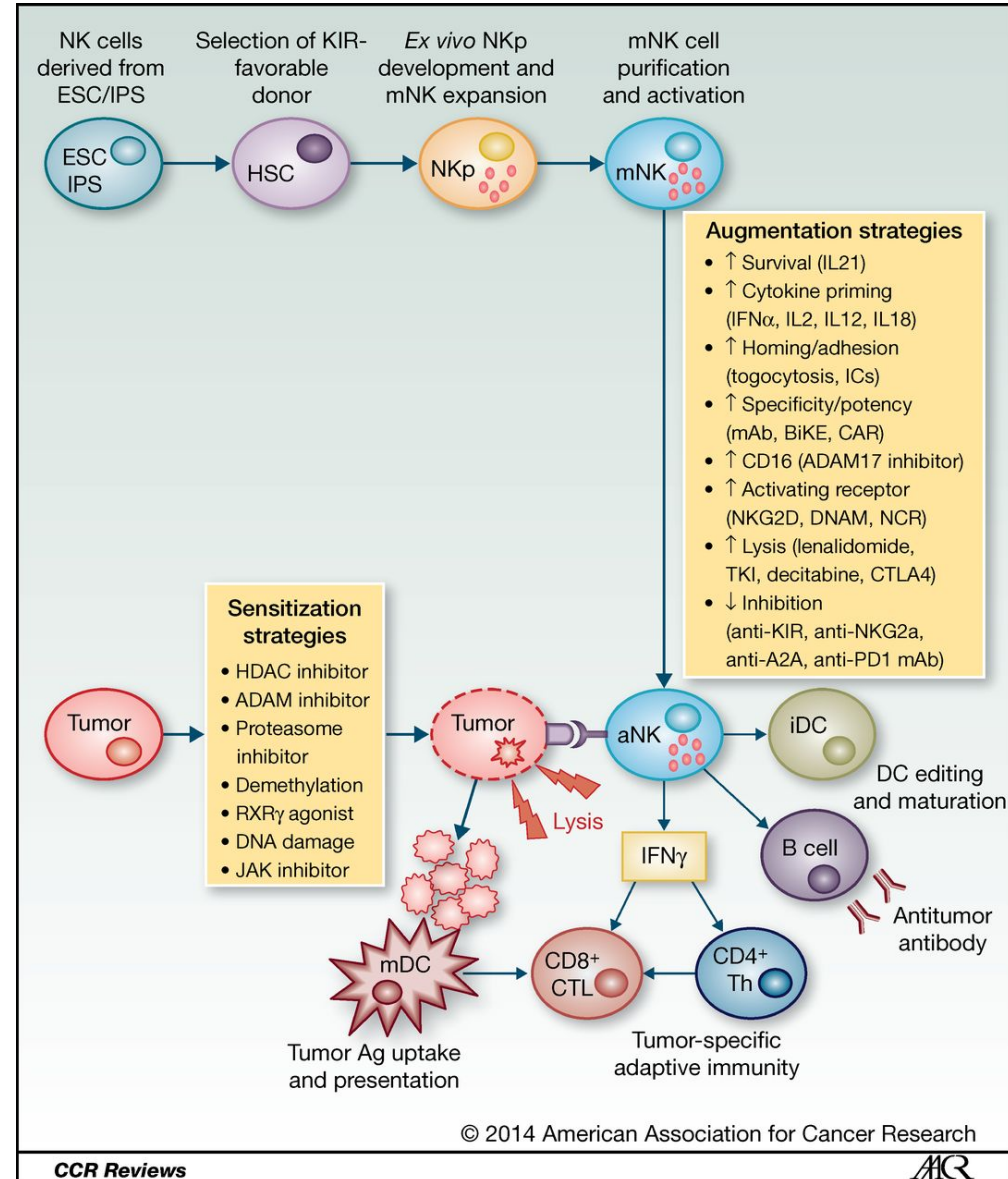 NK cells
derived from
ESC/IPS
Selection of KIR-
favorable
donor
Ex vivo NKp
development and
mNK expansion
mNK cell
purification
and activation
ESC
IPS
HSC
NKp
mNK
Augmentation strategies
• ↑ Survival (IL21)
• ↑ Cytokine priming
(IFNα, IL2, IL12, IL18)
• ↑ Homing/adhesion
(togocytosis, ICs)
• ↑ Specificity/potency
(mAb, BiKE, CAR)
• ↑ CD16 (ADAM17 inhibitor)
• ↑ Activating receptor
(NKG2D, DNAM, NCR)
• ↑ Lysis (lenalidomide,
TKI, decitabine, CTLA4)
• ↓ Inhibition
(anti-KIR, anti-NKG2a,
anti-A2A, anti-PD1 mAb)
Sensitization
strategies
• HDAC inhibitor
• ADAM inhibitor
• Proteasome
inhibitor
• Demethylation
• RXRγ agonist
• DNA damage
• JAK inhibitor
Tumor
Tumor
aNK
iDC
DC editing
and maturation
Lysis
IFNγ
B cell
Antitumor
antibody
mDC
CD8+
CTL
CD4+
Th
Tumor Ag uptake
and presentation
Tumor-specific
adaptive immunity
© 2014 American Association for Cancer Research
CCR Reviews
AACR